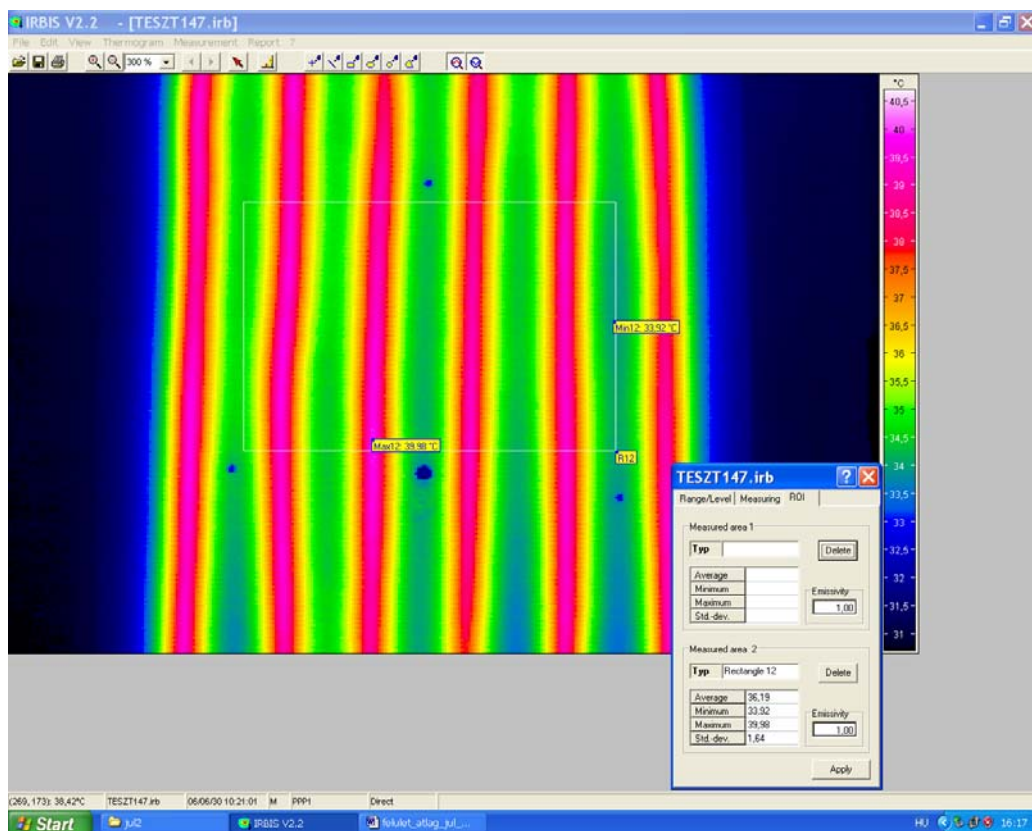 IRBIS V2.2 - [TESZT147.irb]
File Edit View Thermogram Measurement Report ?
300 %
°C
40,5
40
39,5
39
38,5
38
37,5
37
36,5
36
35,5
35
34,5
34
33,5
33
32,5
32
31,5
31
Min12: 33.92 °C
Max12: 39.98 °C
R12
TESZT147.irb
Range/Level Measuring ROI
Measured area 1
Typ Delete
Average
Minimum Emissivity
Maximum 1,00
Std.-dev.
Measured area 2
Typ Rectangle 12 Delete
Average 36,19
Minimum 33,92 Emissivity
Maximum 39,98 1,00
Std.-dev. 1,64
Apply
(269, 173): 38,42°C TESZT147.irb 06/06/30 10:21:01 M PPP1 Direct
Start jul2 IRBIS V2.2 felulet_atlag_jul_... HU 16:17